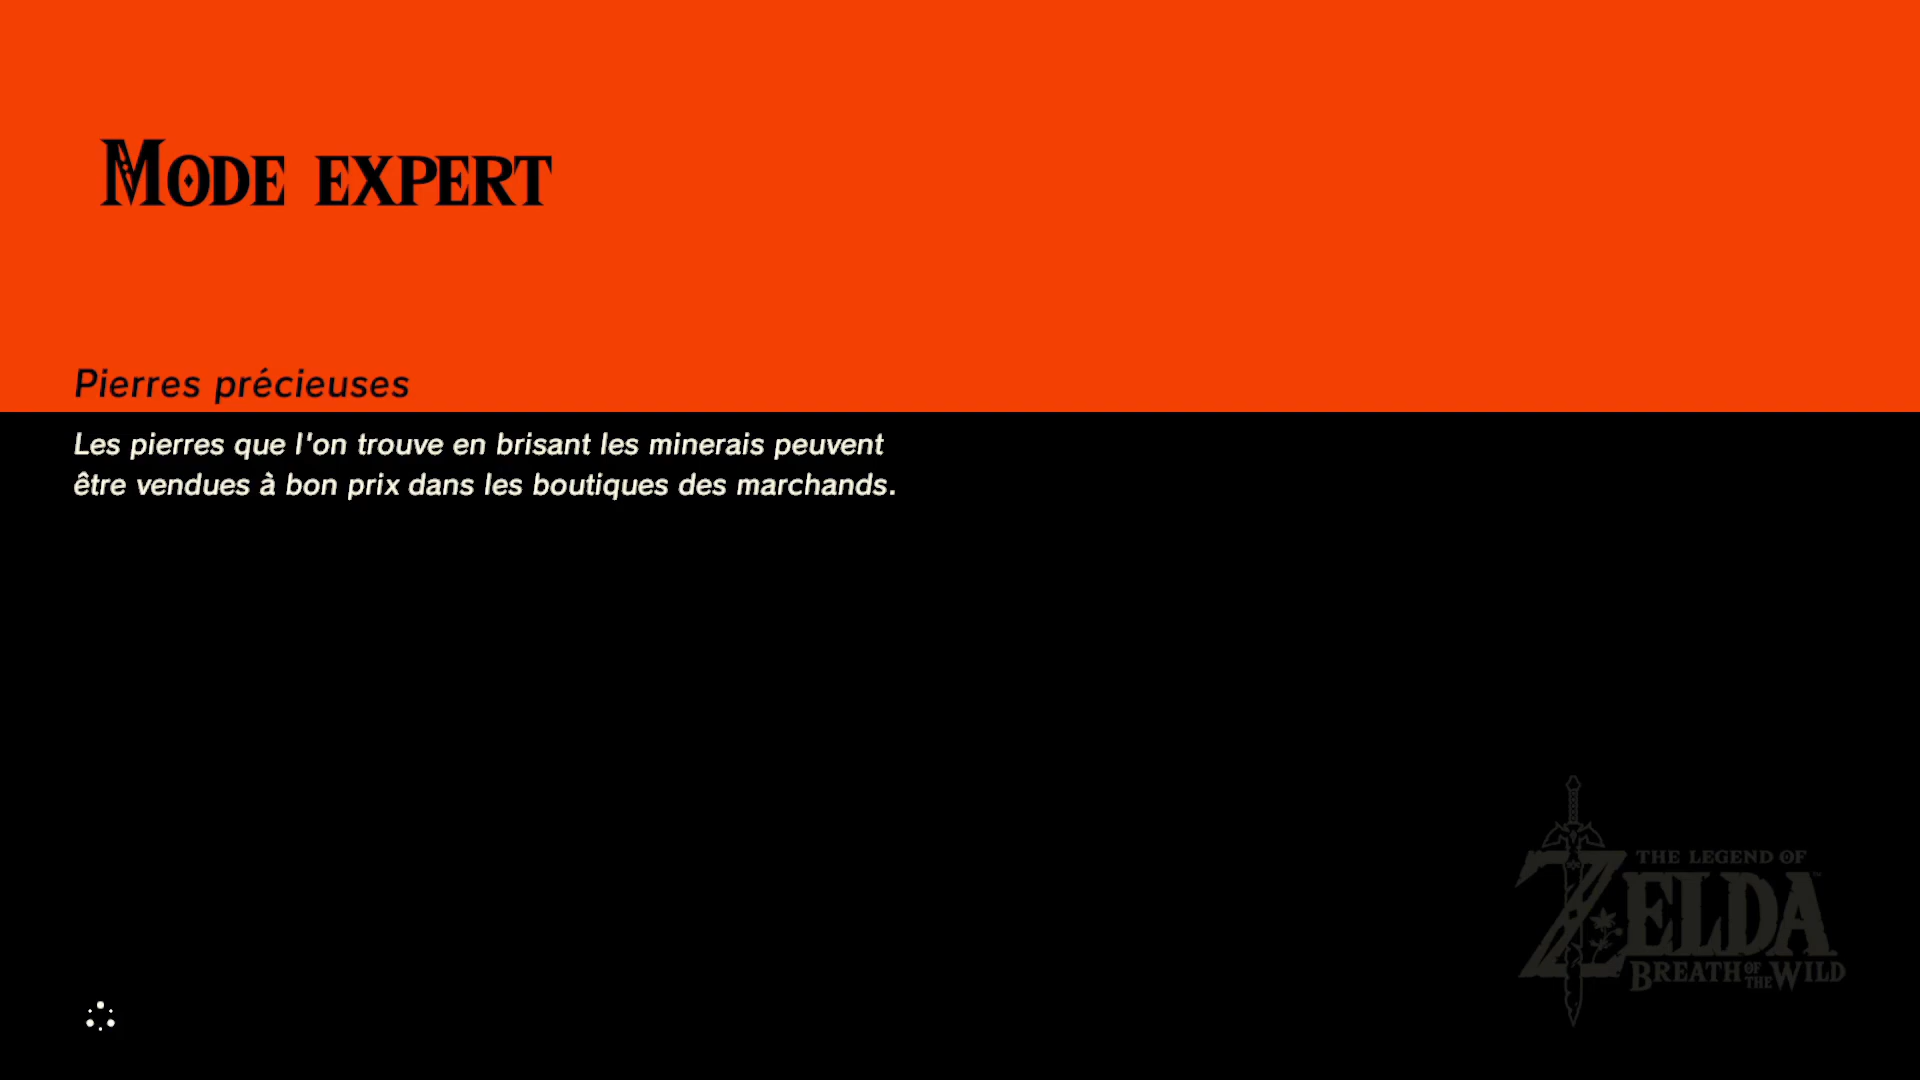 Mode expert
Pierres précieuses
Les pierres que l'on trouve en brisant les minerais peuvent
être vendues à bon prix dans les boutiques des marchands.
THE LEGEND OF
ZELDA
BREATH OF THE WILD